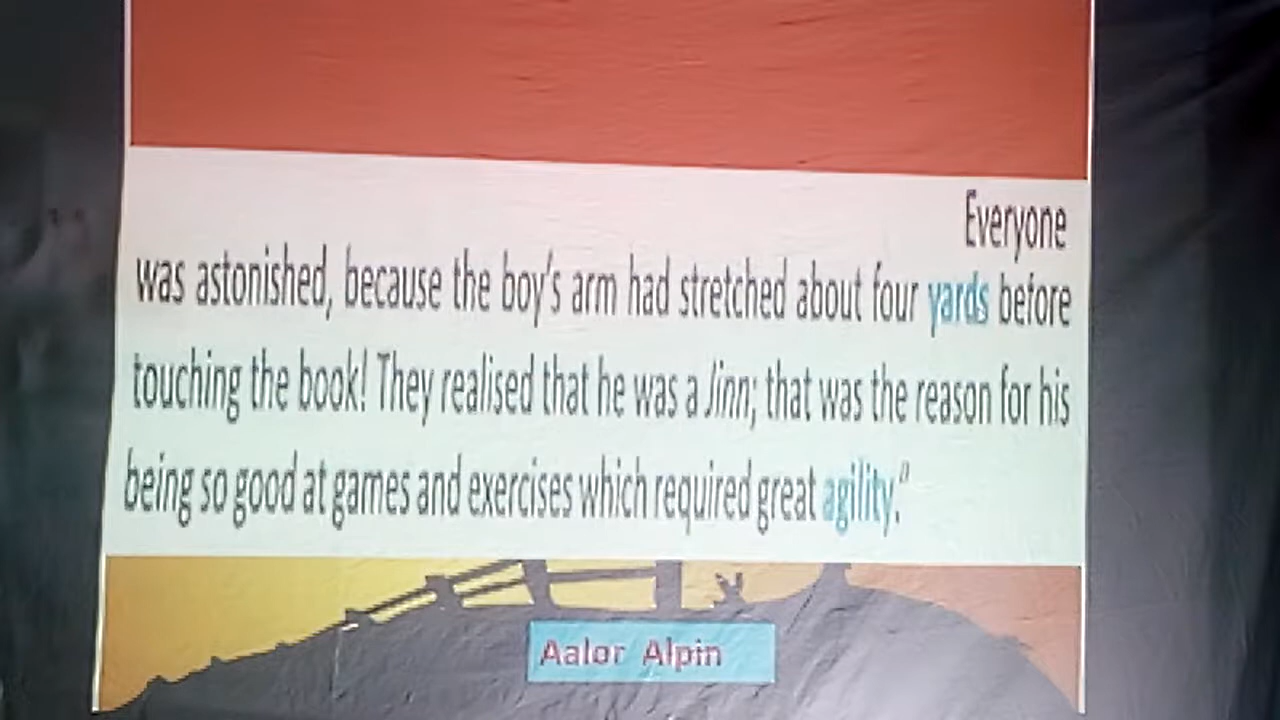 Everyone
was astonished, because the boy's arm had stretched about four yards before
touching the book! They realised that he was a Jinn; that was the reason for his
being so good at games and exercises which required great agility."
Aalor Alpin